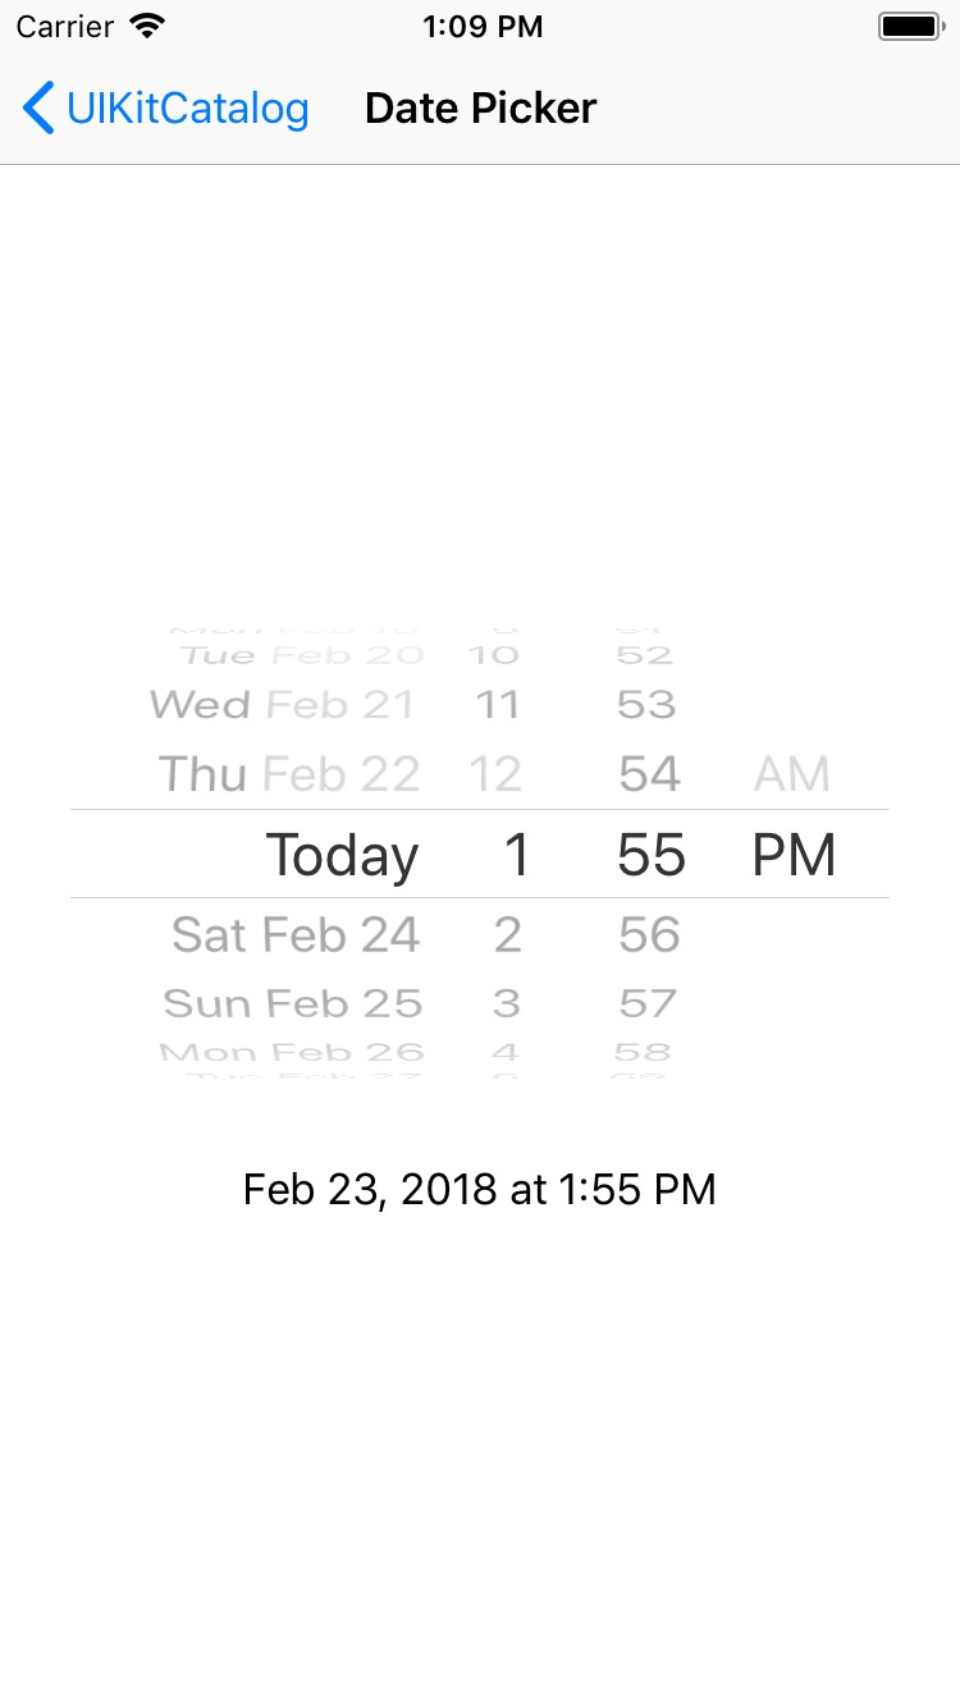 Carrier 1:09 PM
UIKitCatalog Date Picker
Tue Feb 20 10 52
Wed Feb 21 11 53
Thu Feb 22 12 54 AM
Today 1 55 PM
Sat Feb 24 2 56
Sun Feb 25 3 57
Mon Feb 26 4 58
Feb 23, 2018 at 1:55 PM